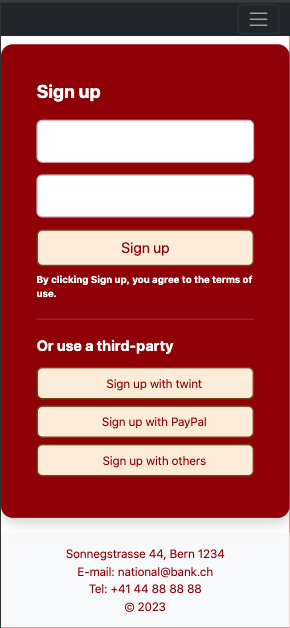 Sign up
Sign up
By clicking Sign up, you agree to the terms of
use.
Or use a third-party
Sign up with twint
Sign up with PayPal
Sign up with others
Sonnegstrasse 44, Bern 1234
E-mail: national@bank.ch
Tel: +41 44 88 88 88
© 2023